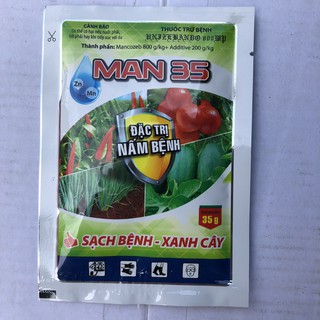 CẢNH BÁO
THUỐC TRỪ BỆNH
Thành phần: Mancozeb 800 g/kg+ Additive 200 g/kg
MAN 35
Zn
Mn
ĐẶC TRỊ
NẤM BỆNH
35 g
SẠCH BỆNH - XANH CÂY